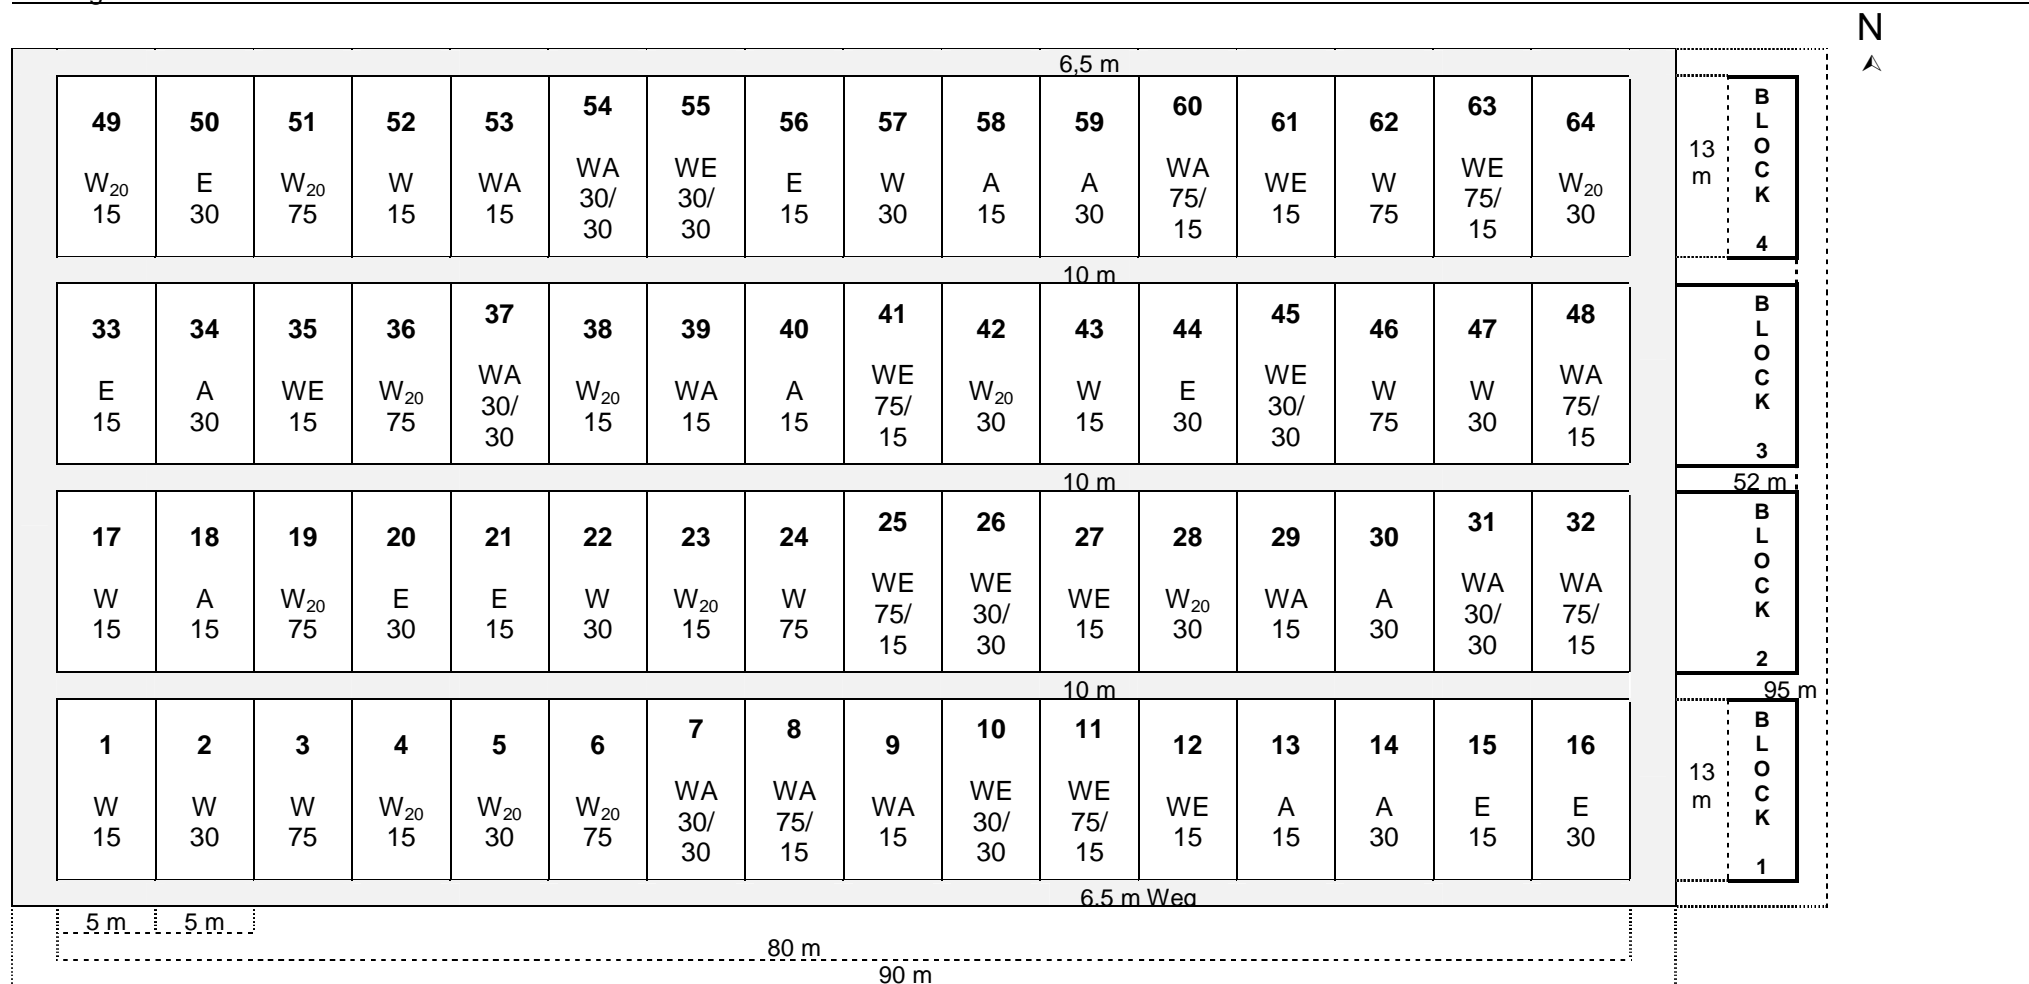 N
6,5 m
49 50 51 52 53 54 55 56 57 58 59 60 61 62 63 64
W20 E W20 W WA WA WE E W A A WA WE W WE W20
15 30 75 15 15 30/ 30/ 15 30 15 30 75/ 15 75 75/ 30
30 30 15 15
13
m
BLOCK
4
10 m
33 34 35 36 37 38 39 40 41 42 43 44 45 46 47 48
E A WE W20 WA W20 WA A WE W20 W E WE W W WA
15 30 15 75 30/ 15 15 15 75/ 30 15 30 30/ 75 30 75/
30 15 30 15
BLOCK
3
10 m
52 m
17 18 19 20 21 22 23 24 25 26 27 28 29 30 31 32
W A W20 E E W W20 W WE WE WE W20 WA A WA WA
15 15 75 30 15 30 15 75 75/ 30/ 15 30 15 30 30/ 75/
15 30 30 15
BLOCK
2
10 m
95 m
1 2 3 4 5 6 7 8 9 10 11 12 13 14 15 16
W W W W20 W20 W20 WA WA WA WE WE WE A A E E
15 30 75 15 30 75 30/ 75/ 15 30/ 75/ 15 15 30 15 30
30 15 30 15
13
m
BLOCK
1
6,5 m Weg
5 m 5 m
80 m
90 m